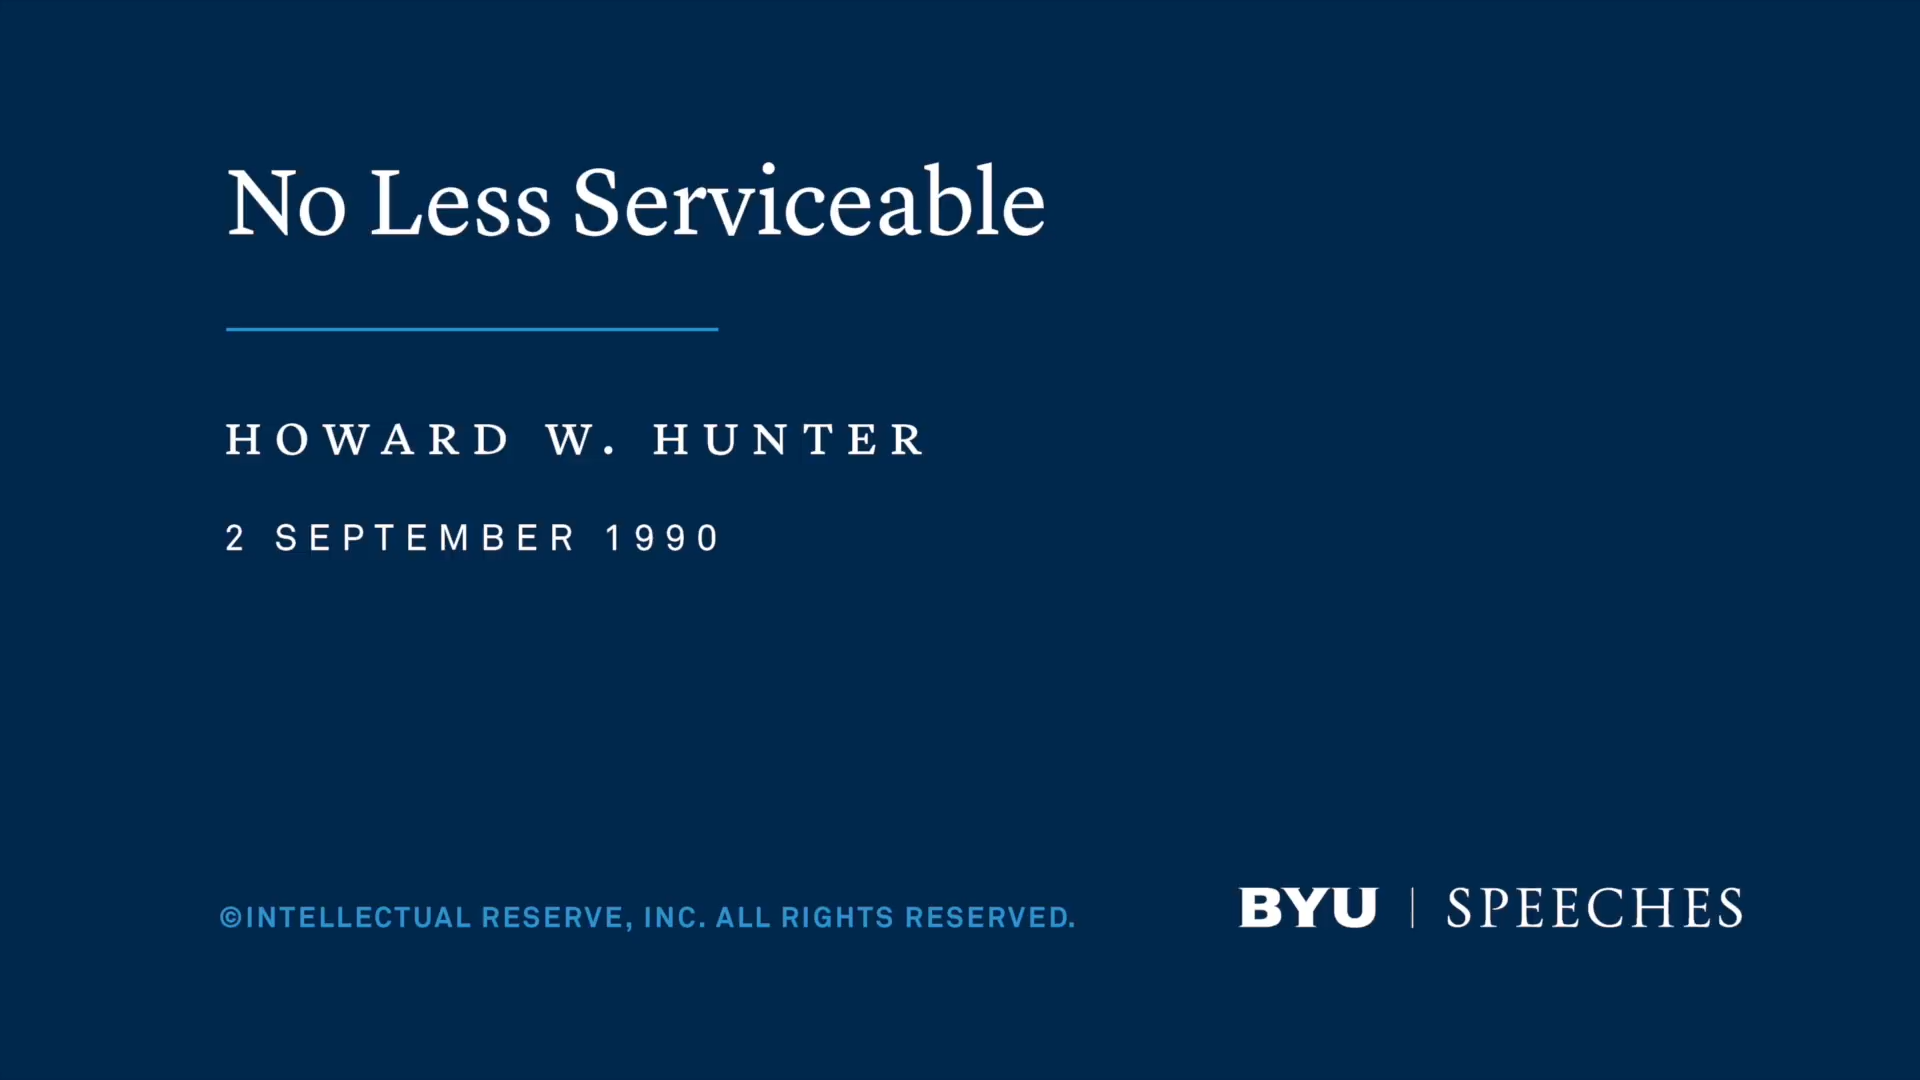 No Less Serviceable
HOWARD W. HUNTER
2 SEPTEMBER 1990
©INTELLECTUAL RESERVE, INC. ALL RIGHTS RESERVED.
BYU | SPEECHES